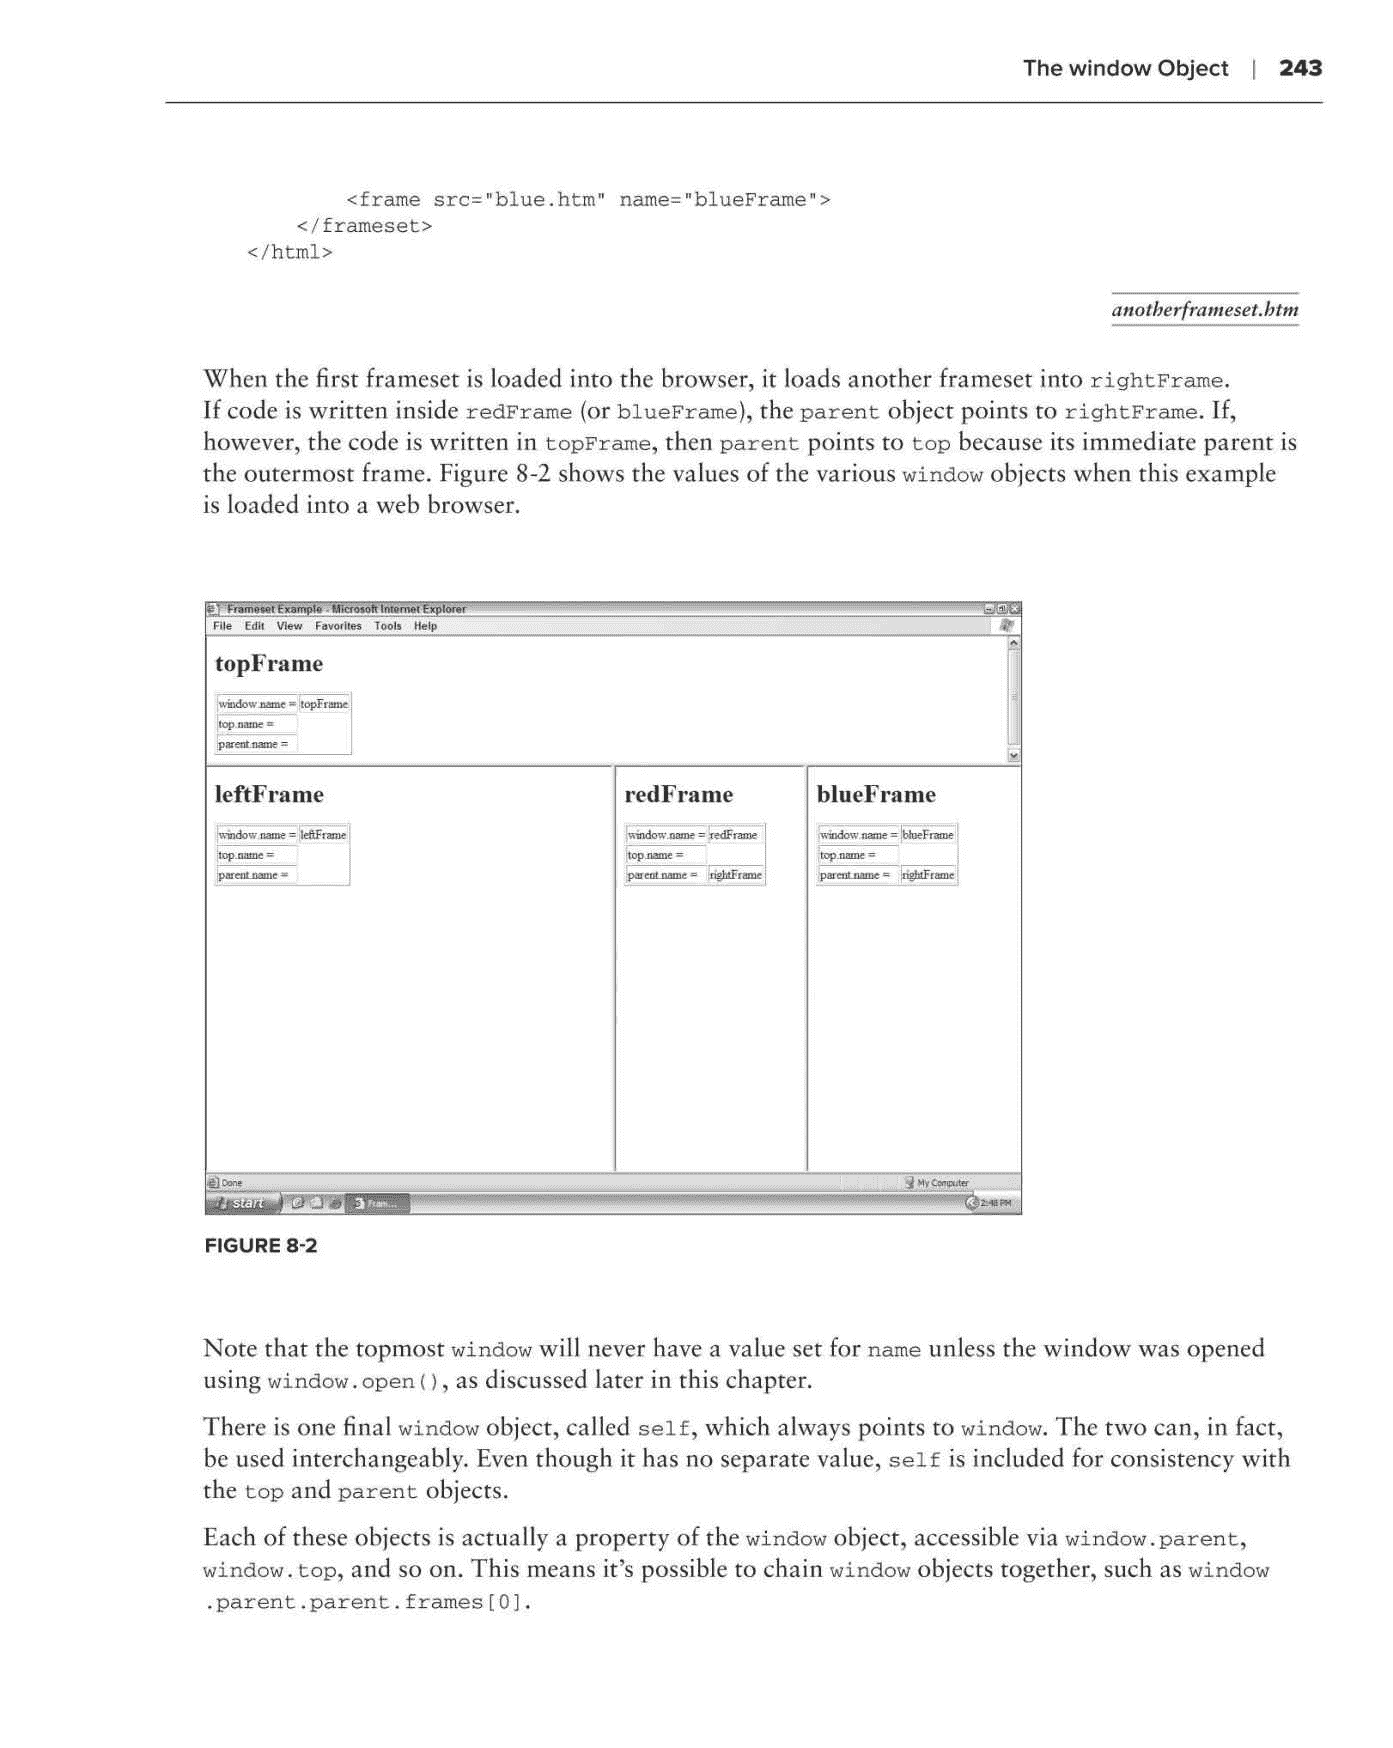 The window Object | 243
<frame src="blue.htm" name="blueFrame">
</frameset>
</html>
anotherframeset.htm
When the first frameset is loaded into the browser, it loads another frameset into rightFrame.
If code is written inside redFrame (or blueFrame), the parent object points to rightFrame. If,
however, the code is written in topFrame, then parent points to top because its immediate parent is
the outermost frame. Figure 8-2 shows the values of the various window objects when this example
is loaded into a web browser.
Frameset Example - Microsoft Internet Explorer
File Edit View Favorites Tools Help
topFrame
window.name = topFrame
top.name =
parent.name =
leftFrame
window.name = leftFrame
top.name =
parent.name =
redFrame
window.name = redFrame
top.name =
parent.name = rightFrame
blueFrame
window.name = blueFrame
top.name =
parent.name = rightFrame
Done
My Computer
start
Fram...
2:48 PM
FIGURE 8-2
Note that the topmost window will never have a value set for name unless the window was opened
using window.open(), as discussed later in this chapter.
There is one final window object, called self, which always points to window. The two can, in fact,
be used interchangeably. Even though it has no separate value, self is included for consistency with
the top and parent objects.
Each of these objects is actually a property of the window object, accessible via window.parent,
window.top, and so on. This means it's possible to chain window objects together, such as window
.parent.parent.frames[0].